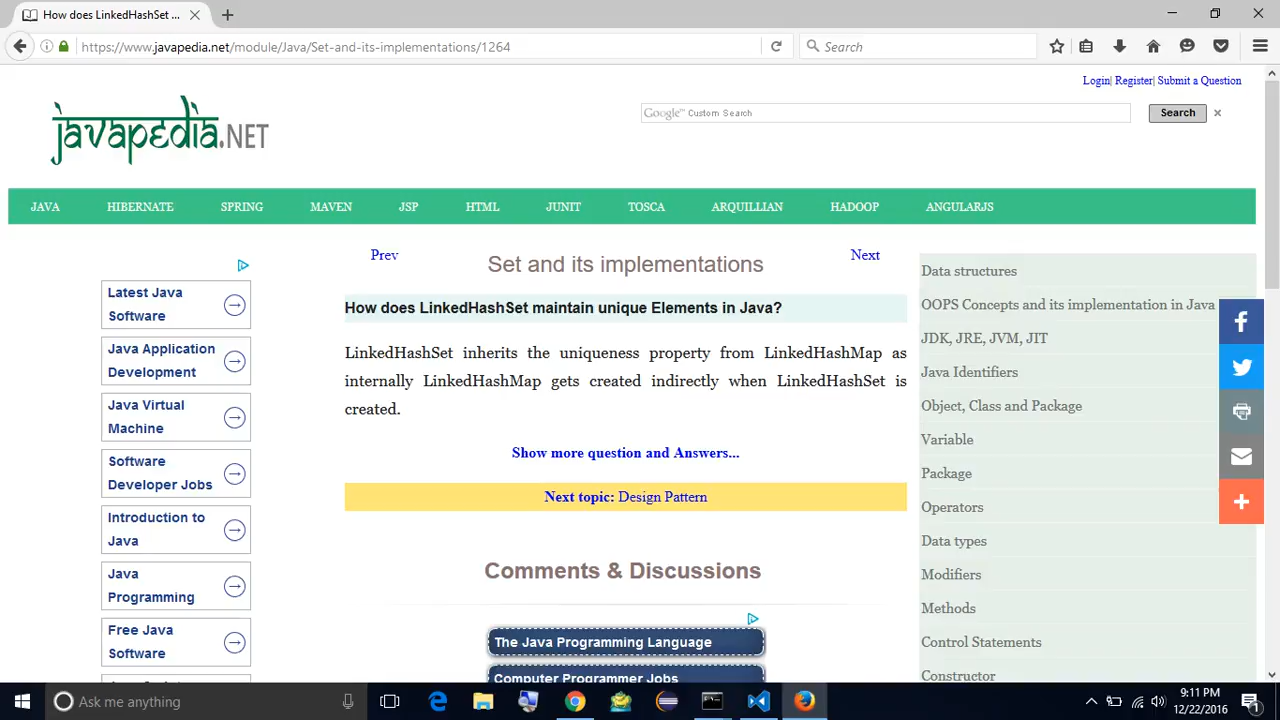 How does LinkedHashSet ...
https://www.javapedia.net/module/Java/Set-and-its-implementations/1264
Search
Login| Register| Submit a Question
javapedia.NET
Google™ Custom Search
Search
JAVA HIBERNATE SPRING MAVEN JSP HTML JUNIT TOSCA ARQUILLIAN HADOOP ANGULARJS
Latest Java
Software
Java Application
Development
Java Virtual
Machine
Software
Developer Jobs
Introduction to
Java
Java
Programming
Free Java
Software
Prev
Next
Set and its implementations
How does LinkedHashSet maintain unique Elements in Java?
LinkedHashSet inherits the uniqueness property from LinkedHashMap as
internally LinkedHashMap gets created indirectly when LinkedHashSet is
created.
Show more question and Answers...
Next topic: Design Pattern
Comments & Discussions
The Java Programming Language
Computer Programmer Jobs
Data structures
OOPS Concepts and its implementation in Java
JDK, JRE, JVM, JIT
Java Identifiers
Object, Class and Package
Variable
Package
Operators
Data types
Modifiers
Methods
Control Statements
Constructor
Ask me anything
9:11 PM
12/22/2016
1